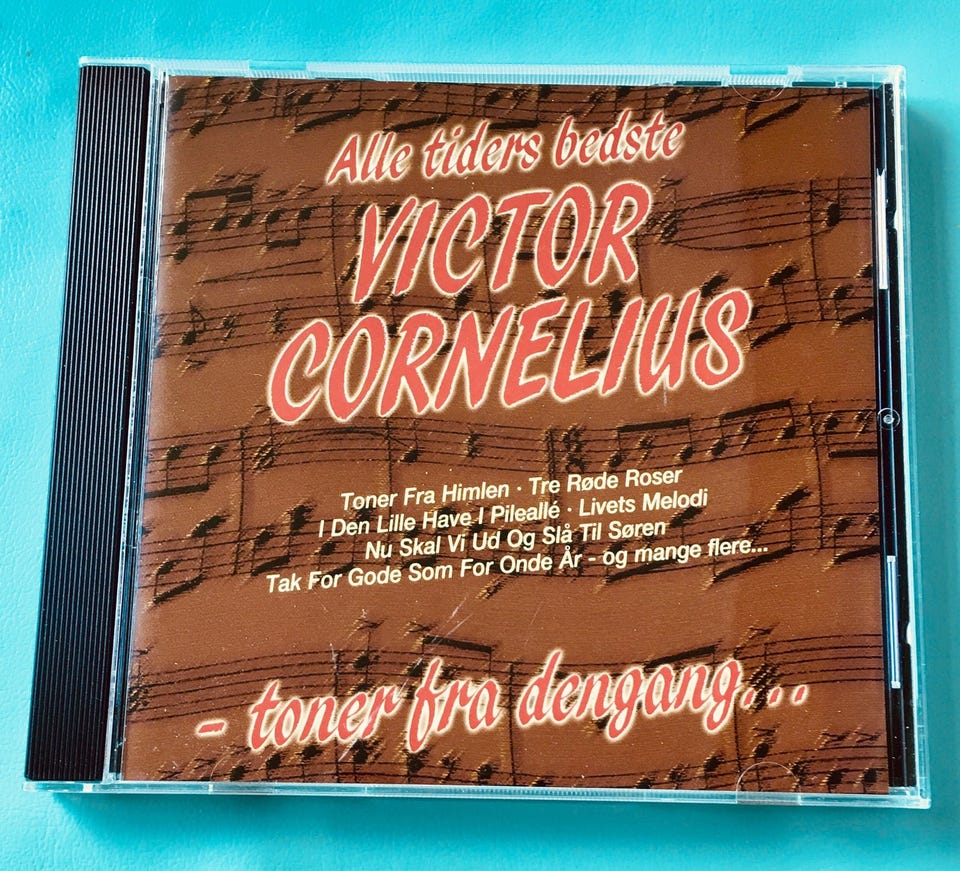 Alle tiders bedste
VICTOR
CORNELIUS
Toner Fra Himlen · Tre Røde Roser
I Den Lille Have I Pileallé · Livets Melodi
Nu Skal Vi Ud Og Slå Til Søren
Tak For Gode Som For Onde År - og mange flere...
- toner fra dengang...